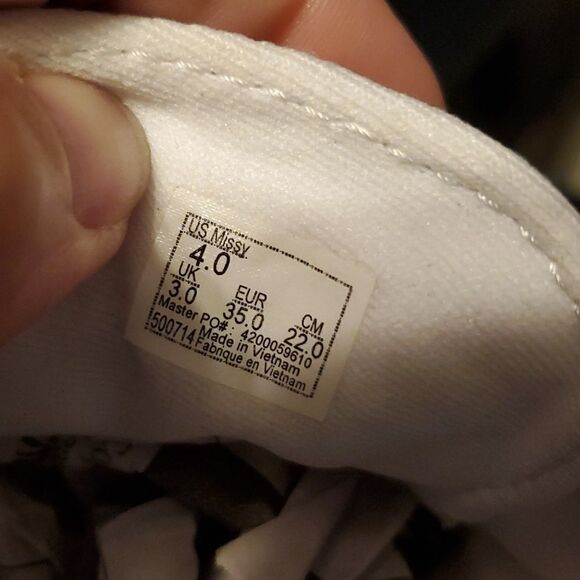 US Missy
4.0
UK EUR CM
3.0 35.0 22.0
Master PO#: 4200059610
500714 Made in Vietnam
Fabrique en Vietnam